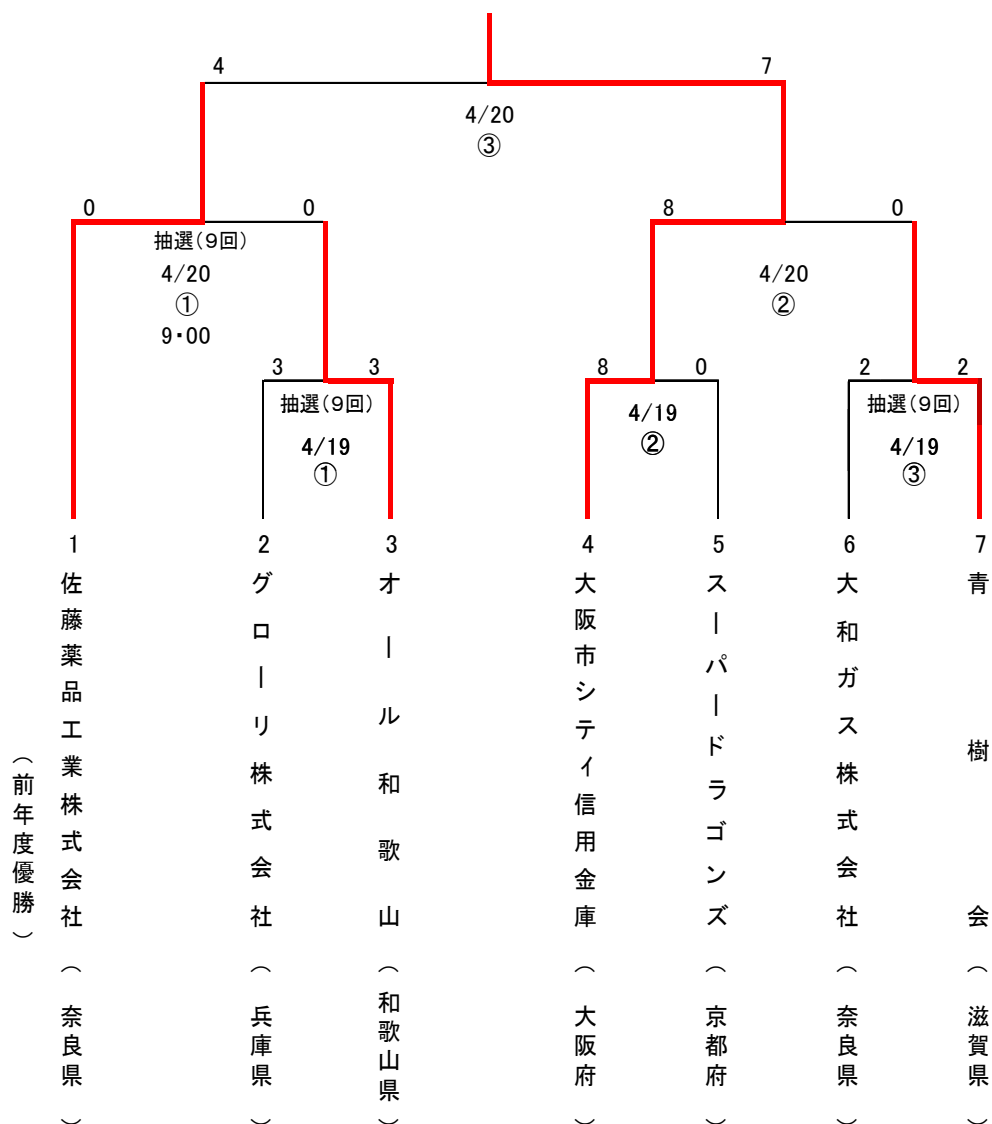 4 7
4/20
③
0 0
抽選(9回)
4/20
①
9・00
8 0
4/20
②
3 3
抽選(9回)
4/19
①
8 0
4/19
②
2 2
抽選(9回)
4/19
③
1
佐藤薬品工業株式会社(奈良県)
(前年度優勝)
2
グローリ株式会社(兵庫県)
3
オール和歌山(和歌山県)
4
大阪市シティ信用金庫(大阪府)
5
スーパードラゴンズ(京都府)
6
大和ガス株式会社(奈良県)
7
青樹会(滋賀県)